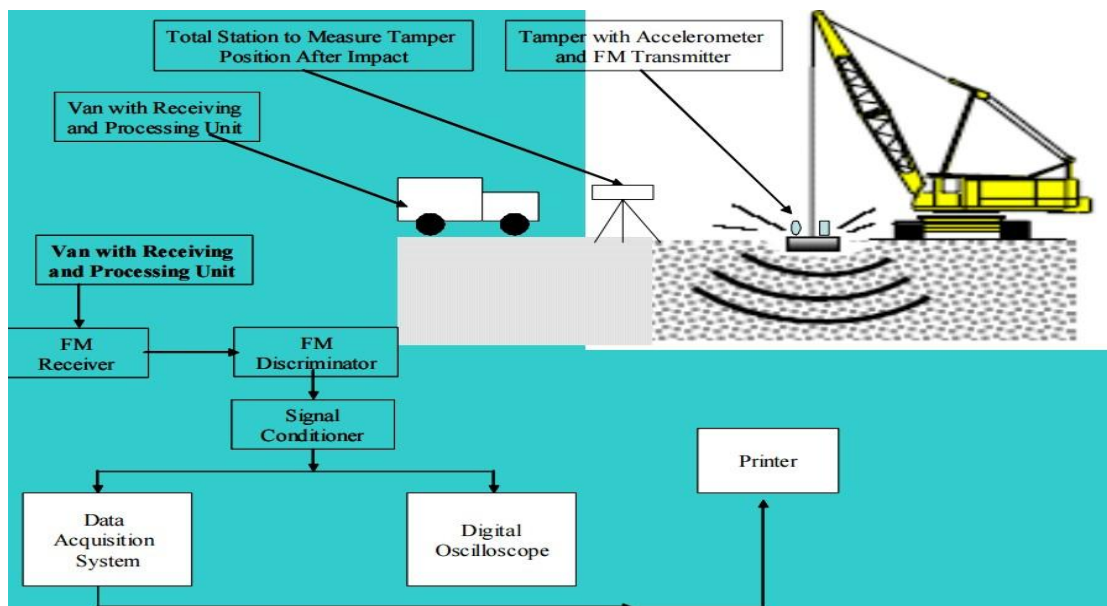 Total Station to Measure Tamper
Position After Impact
Tamper with Accelerometer
and FM Transmitter
Van with Receiving
and Processing Unit
Van with Receiving
and Processing Unit
FM
Receiver
FM
Discriminator
Signal
Conditioner
Printer
Data
Acquisition
System
Digital
Oscilloscope